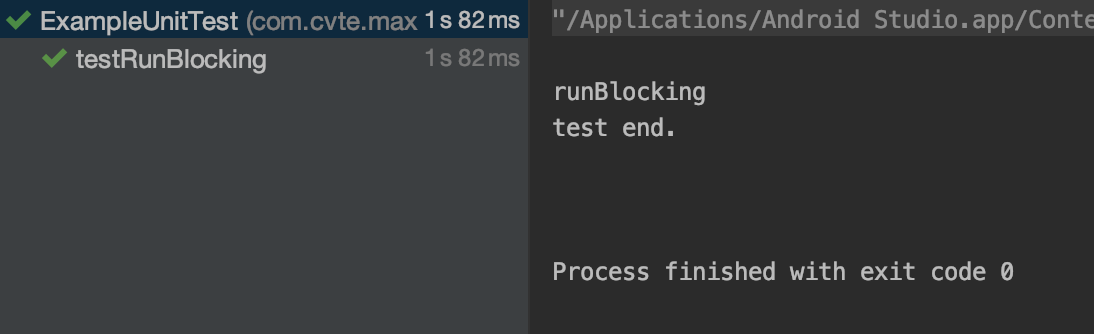 ExampleUnitTest (com.cvte.max 1 s 82 ms
testRunBlocking 1 s 82 ms
"/Applications/Android Studio.app/Conte
runBlocking
test end.
Process finished with exit code 0